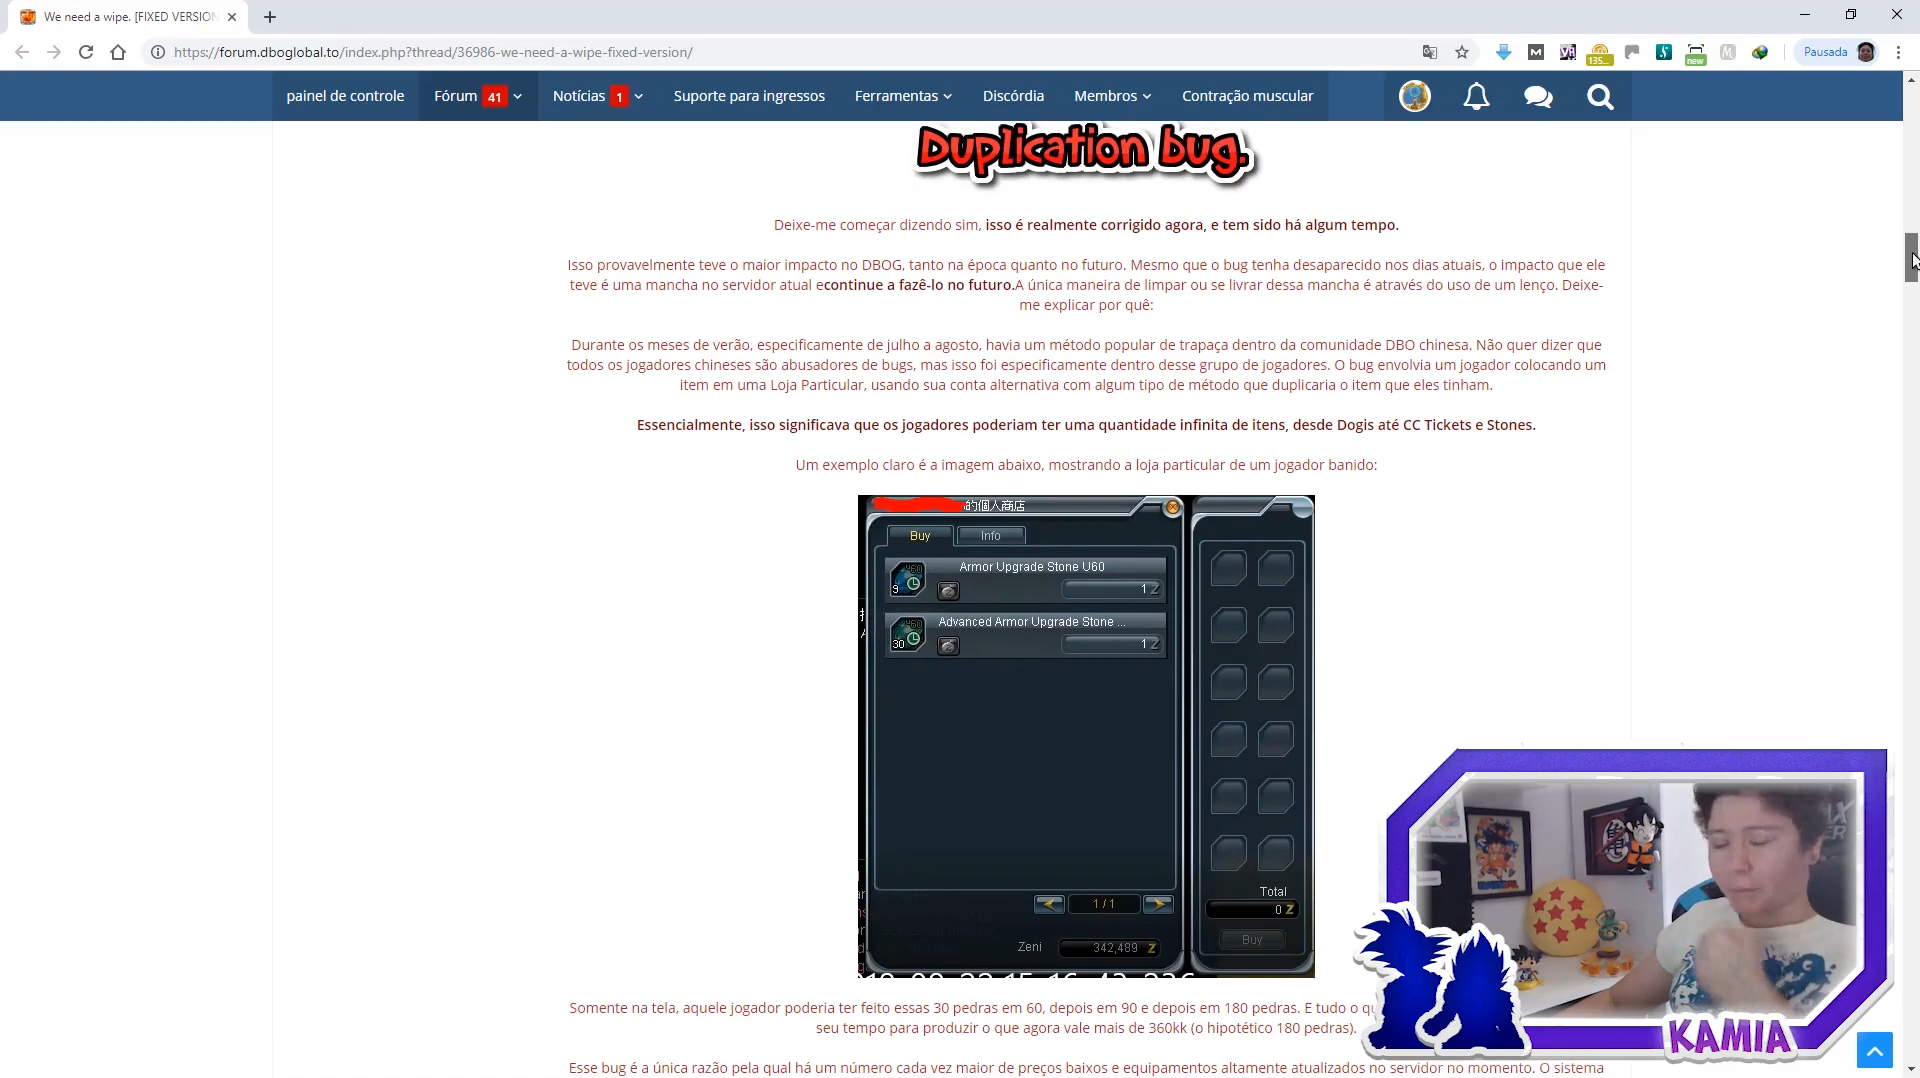 We need a wipe. [FIXED VERSION
https://forum.dboglobal.to/index.php?thread/36986-we-need-a-wipe-fixed-version/
135...
new
Pausada
painel de controle
Fórum 41
Notícias 1
Suporte para ingressos
Ferramentas
Discórdia
Membros
Contração muscular
Duplication bug.
Deixe-me começar dizendo sim, isso é realmente corrigido agora, e tem sido há algum tempo.
Isso provavelmente teve o maior impacto no DBOG, tanto na época quanto no futuro. Mesmo que o bug tenha desaparecido nos dias atuais, o impacto que ele
teve é uma mancha no servidor atual econtinue a fazê-lo no futuro.A única maneira de limpar ou se livrar dessa mancha é através do uso de um lenço. Deixe-
me explicar por quê:
Durante os meses de verão, especificamente de julho a agosto, havia um método popular de trapaça dentro da comunidade DBO chinesa. Não quer dizer que
todos os jogadores chineses são abusadores de bugs, mas isso foi especificamente dentro desse grupo de jogadores. O bug envolvia um jogador colocando um
item em uma Loja Particular, usando sua conta alternativa com algum tipo de método que duplicaria o item que eles tinham.
Essencialmente, isso significava que os jogadores poderiam ter uma quantidade infinita de itens, desde Dogis até CC Tickets e Stones.
Um exemplo claro é a imagem abaixo, mostrando a loja particular de um jogador banido:
的個人商店
Buy
Info
Armor Upgrade Stone U60
9
1 Z
Advanced Armor Upgrade Stone ...
30
1 Z
1 / 1
Zeni
342,489 Z
Total
0 Z
Buy
Somente na tela, aquele jogador poderia ter feito essas 30 pedras em 60, depois em 90 e depois em 180 pedras. E tudo o
seu tempo para produzir o que agora vale mais de 360kk (o hipotético 180 pedras).
Esse bug é a única razão pela qual há um número cada vez maior de preços baixos e equipamentos altamente atualizados no servidor no momento. O sistema
KAMIA